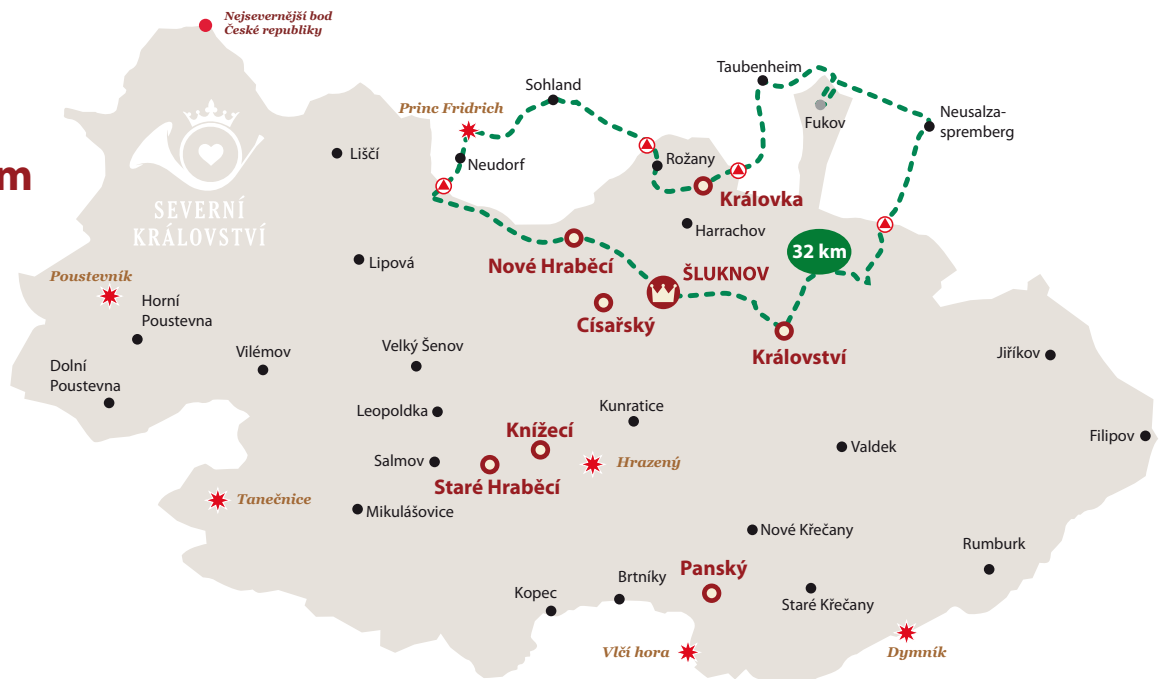 Nejsevernější bod
České republiky
Taubenheim
Sohland
Princ Fridrich
Fukov
Neusalza-
spremberg
Liščí
Neudorf
Rožany
m
Královka
SEVERNÍ
KRÁLOVSTVÍ
Harrachov
32 km
Lipová
Nové Hraběcí
ŠLUKNOV
Poustevník
Horní
Poustevna
Císařský
Království
Vilémov
Velký Šenov
Jiříkov
Dolní
Poustevna
Leopoldka
Kunratice
Knížecí
Filipov
Valdek
Salmov
Hrazený
Staré Hraběcí
Tanečnice
Mikulášovice
Nové Křečany
Rumburk
Panský
Brtníky
Kopec
Staré Křečany
Vlčí hora
Dymník